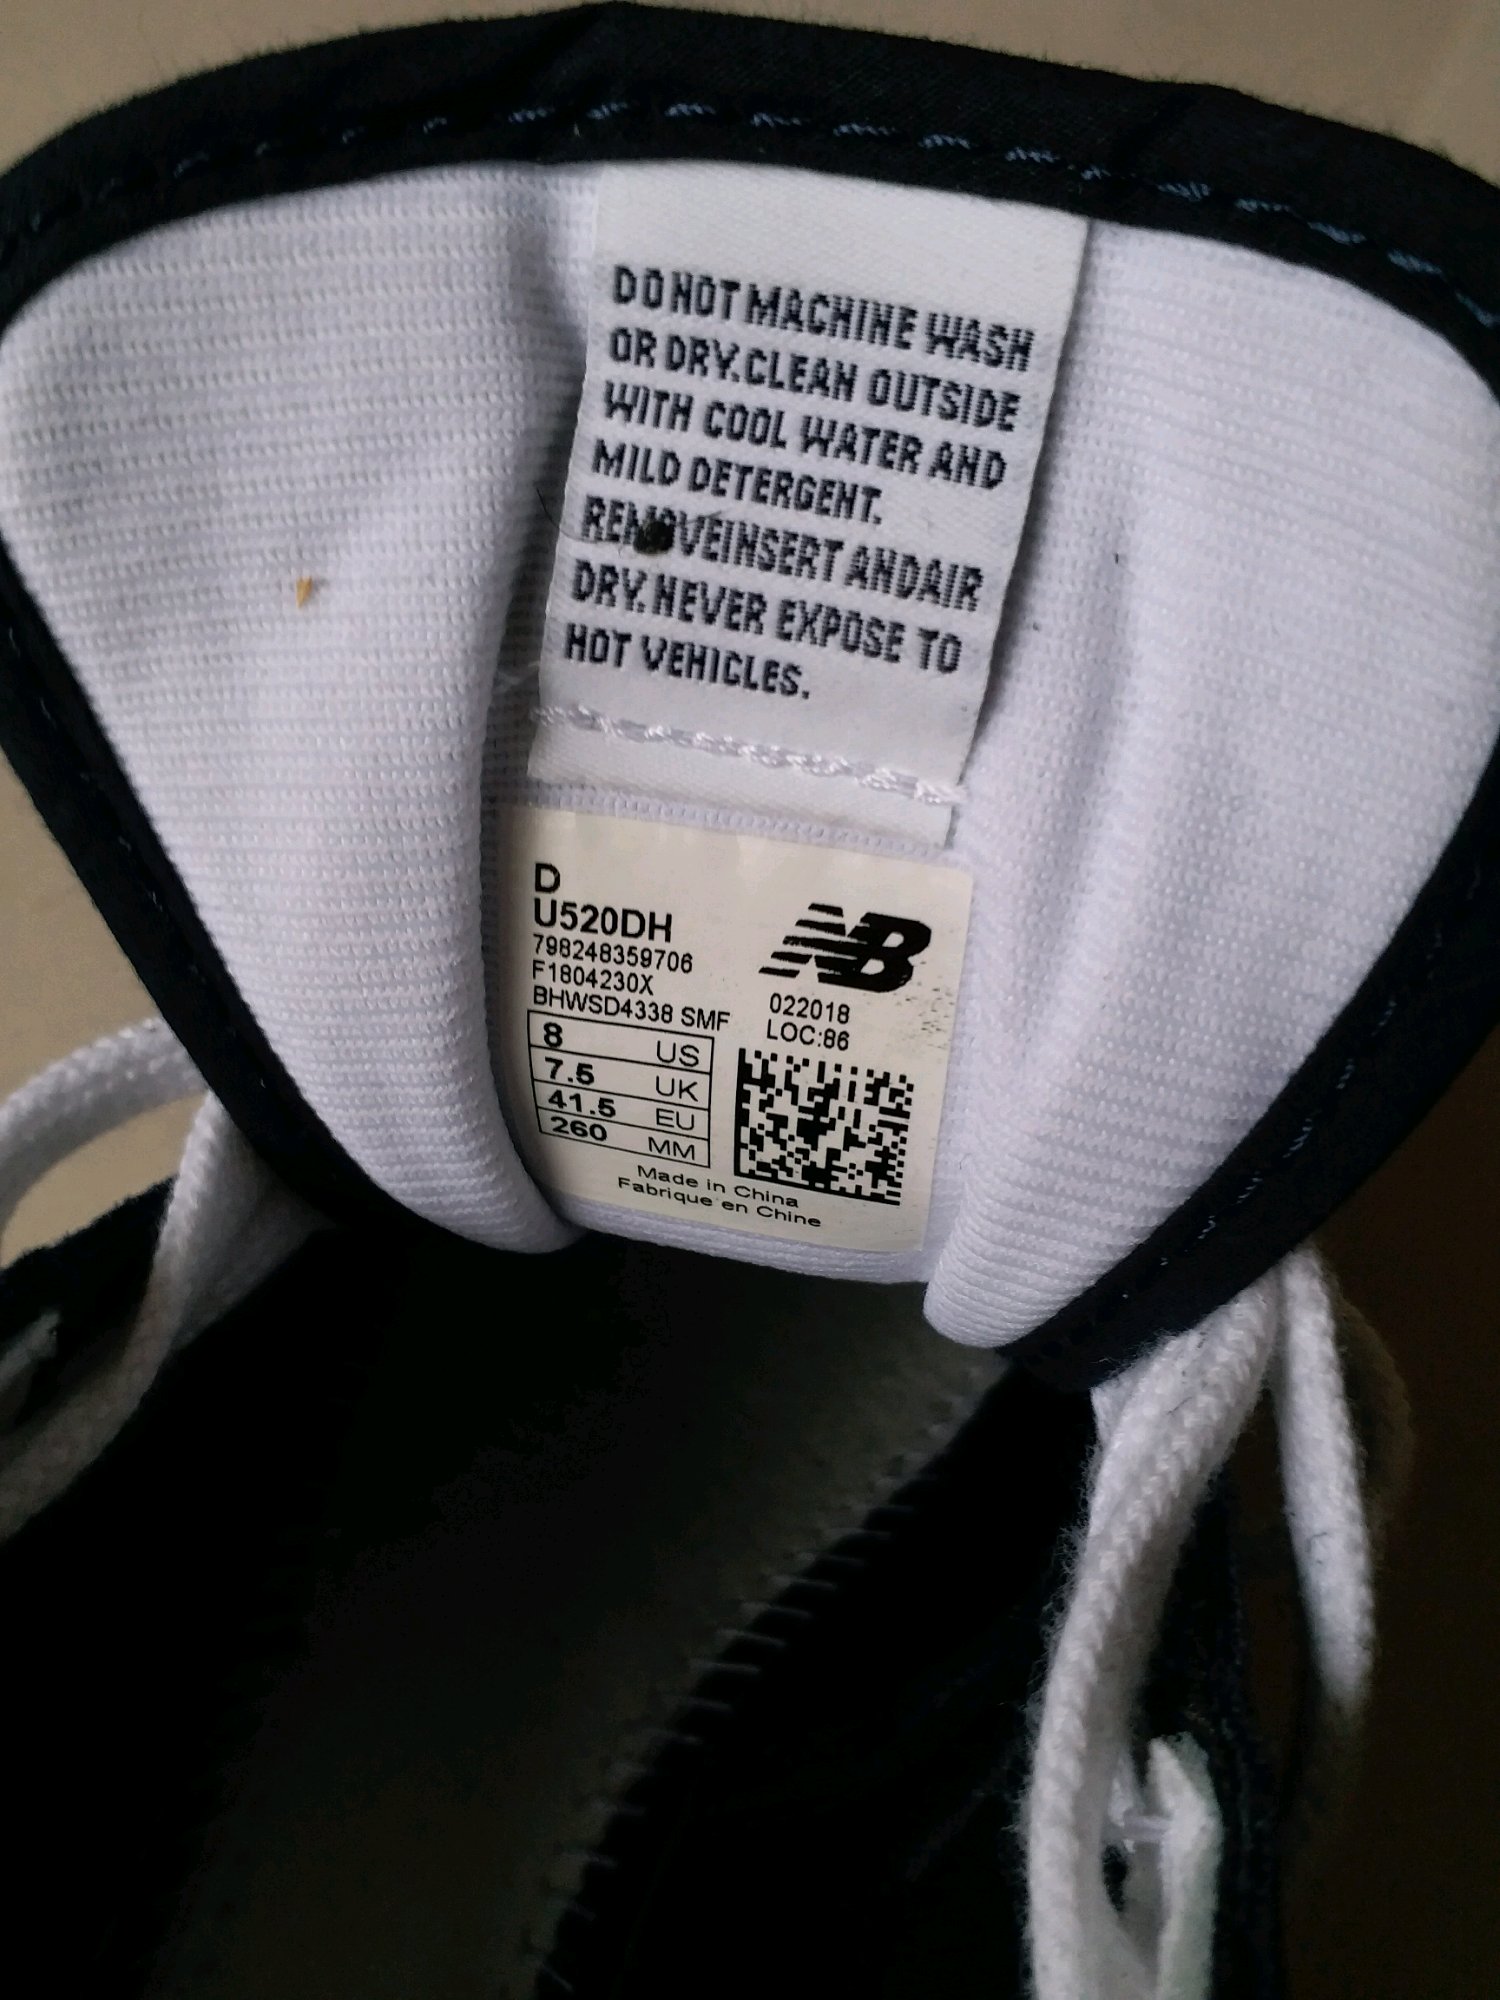 DO NOT MACHINE WASH
OR DRY.CLEAN OUTSIDE
WITH COOL WATER AND
MILD DETERGENT.
REMOVEINSERT ANDAIR
DRY.NEVER EXPOSE TO
HOT VEHICLES.
D
U520DH
798248359706
F1804230X
BHWSD4338 SMF
NB
022018
LOC:86
8 US
7.5 UK
41.5 EU
260 MM
Made in China
Fabrique en Chine